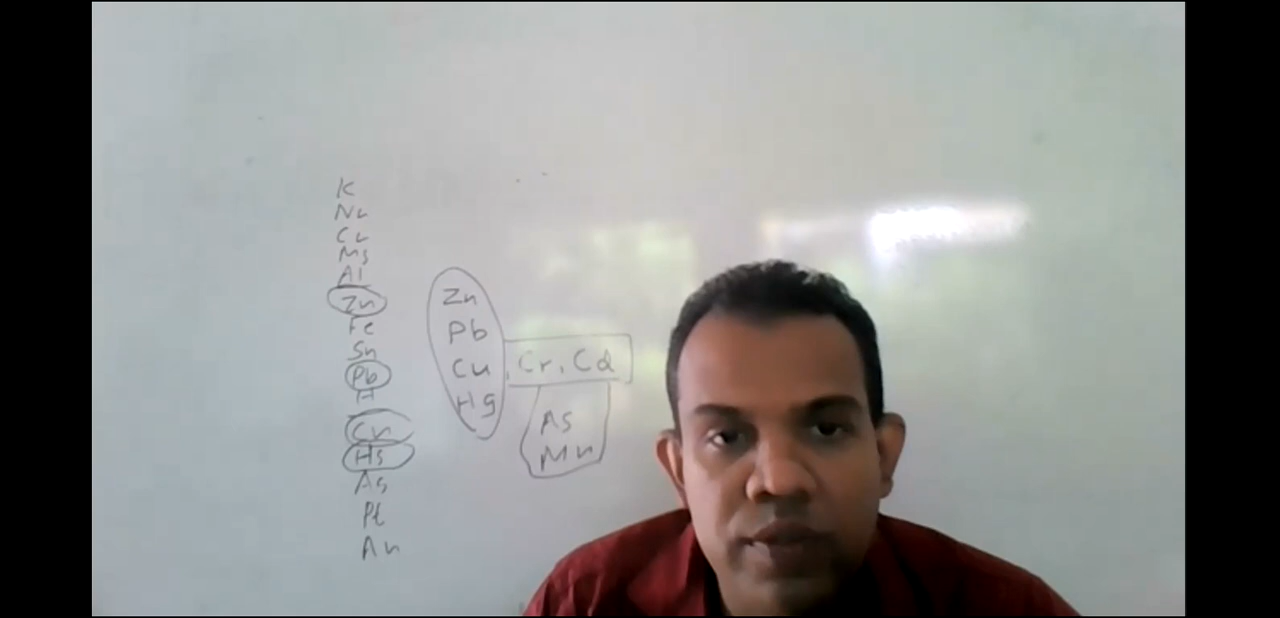 K
Na
Ca
Mg
Al
Zn
Fe
Sn
Pb
H
Cu
Hg
Ag
Pt
Au
Zn
Pb
Cu, Cr, Cd
Hg
As
Mn